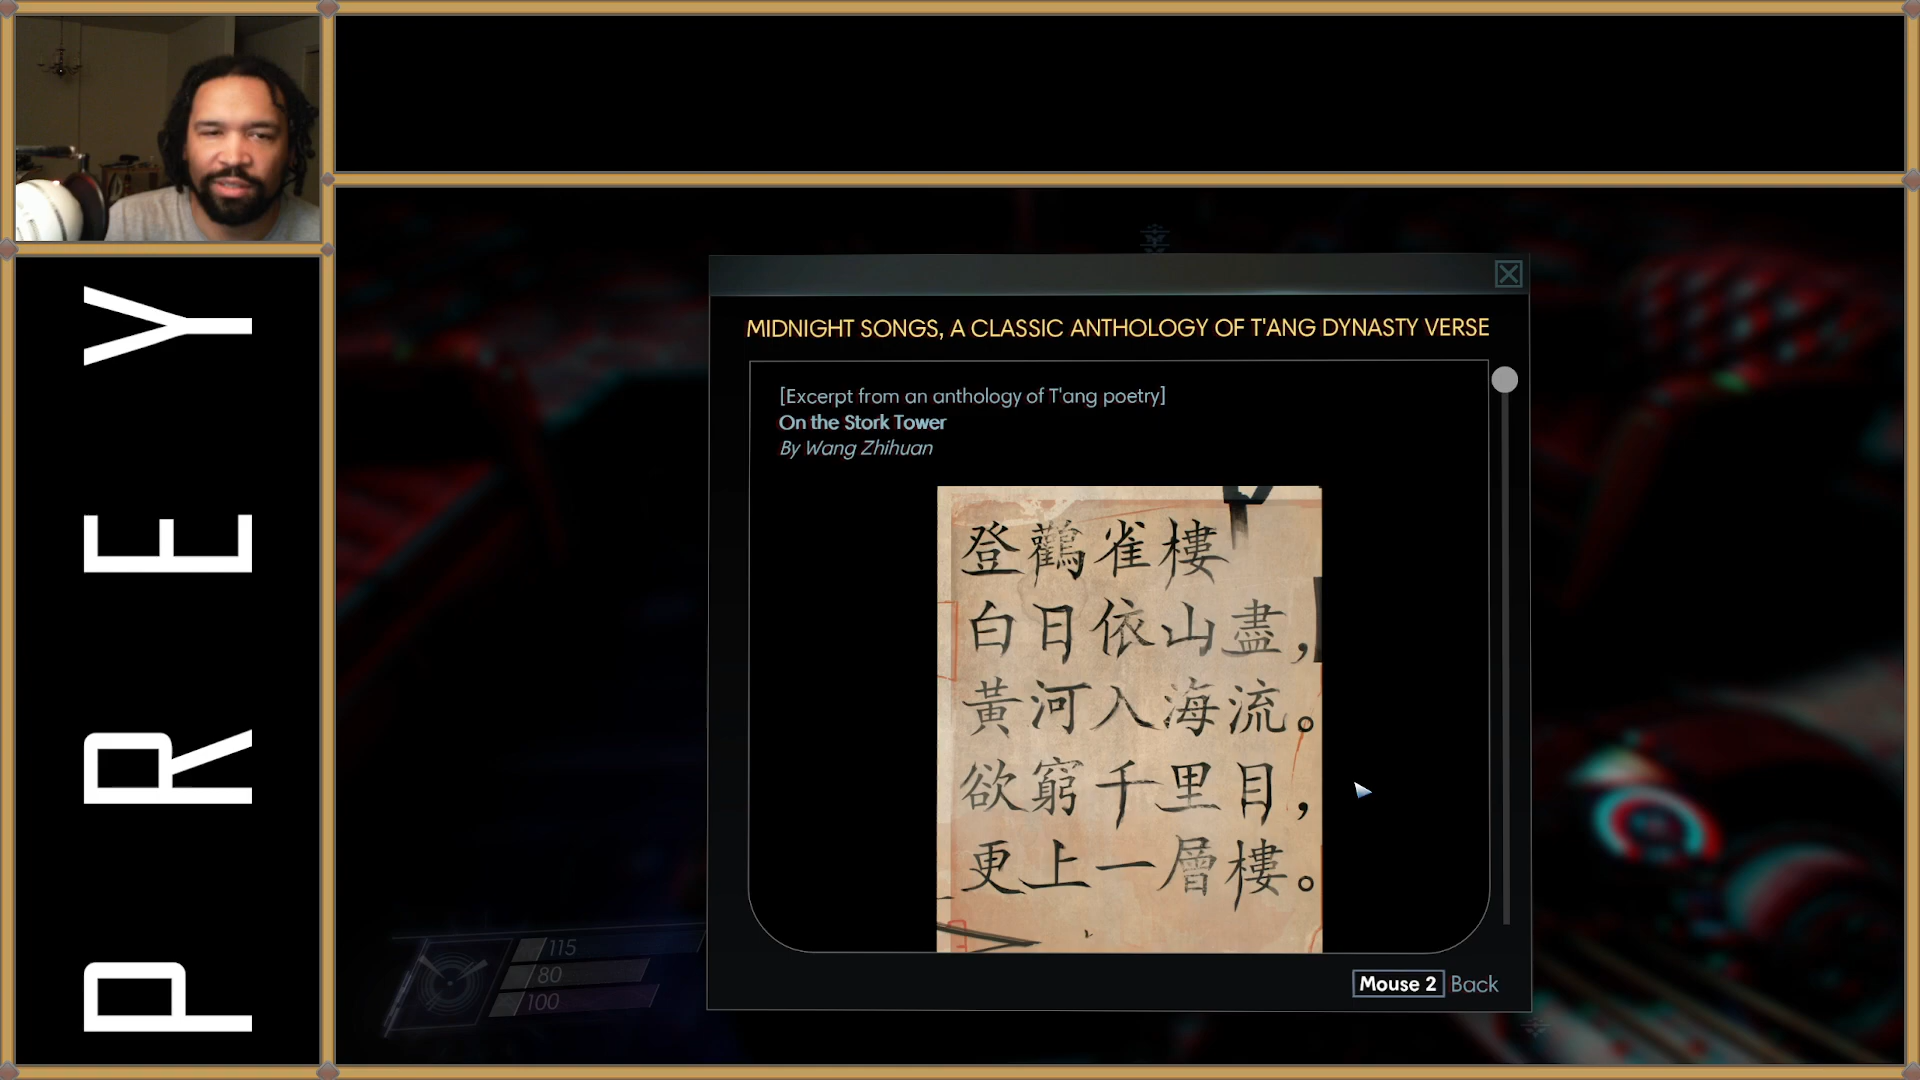 PREY
MIDNIGHT SONGS, A CLASSIC ANTHOLOGY OF T'ANG DYNASTY VERSE
[Excerpt from an anthology of T'ang poetry]
On the Stork Tower
By Wang Zhihuan
登鸛雀樓
白日依山盡，
黃河入海流。
欲窮千里目，
更上一層樓。
115
80
100
Mouse 2 Back